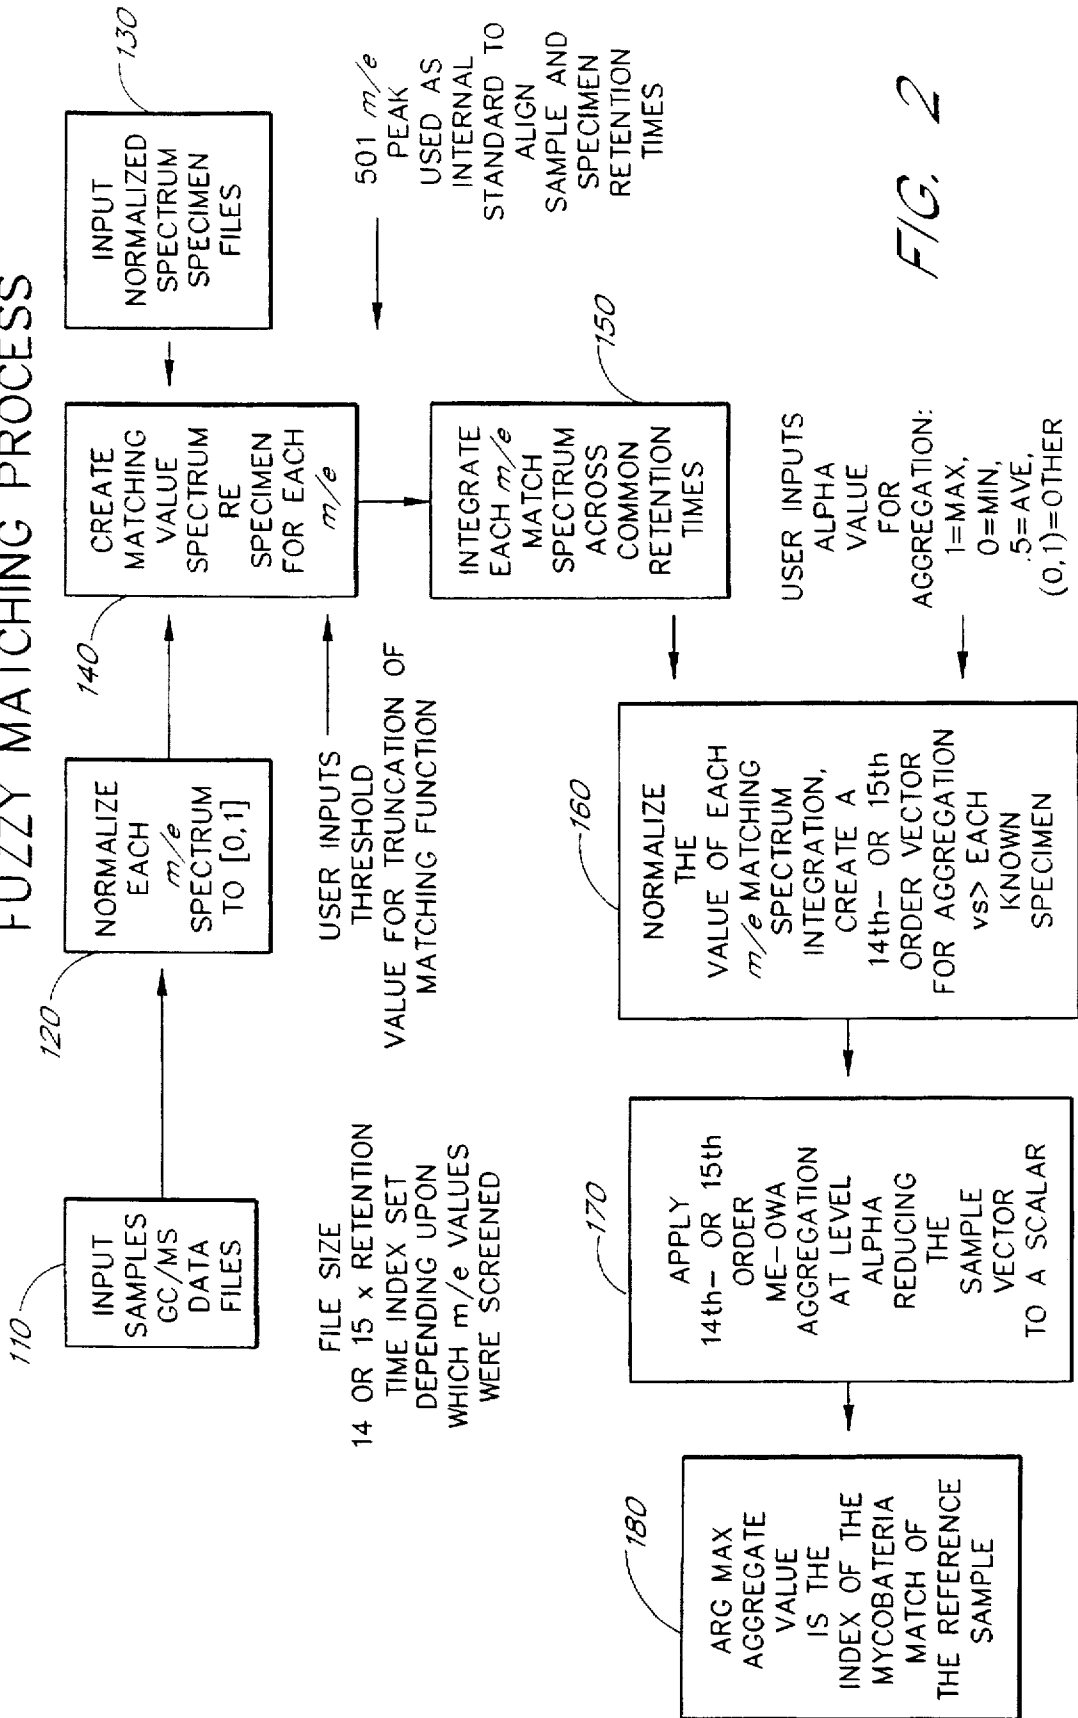 FUZZY MATCHING PROCESS
110
INPUT
SAMPLES
GC/MS
DATA
FILES
FILE SIZE
14 OR 15 x RETENTION
TIME INDEX SET
DEPENDING UPON
WHICH m/e VALUES
WERE SCREENED
120
NORMALIZE
EACH
m/e
SPECTRUM
TO [0,1]
USER INPUTS
THRESHOLD
VALUE FOR TRUNCATION OF
MATCHING FUNCTION
140
CREATE
MATCHING
VALUE
SPECTRUM
RE
SPECIMEN
FOR EACH
m/e
130
INPUT
NORMALIZED
SPECTRUM
SPECIMEN
FILES
501 m/e
PEAK
USED AS
INTERNAL
STANDARD TO
ALIGN
SAMPLE AND
SPECIMEN
RETENTION
TIMES
150
INTEGRATE
EACH m/e
MATCH
SPECTRUM
ACROSS
COMMON
RETENTION
TIMES
USER INPUTS
ALPHA
VALUE
FOR
AGGREGATION:
1=MAX,
0=MIN,
.5=AVE,
(0,1)=OTHER
160
NORMALIZE
THE
VALUE OF EACH
m/e MATCHING
SPECTRUM
INTEGRATION,
CREATE A
14th– OR 15th
ORDER VECTOR
FOR AGGREGATION
vs> EACH
KNOWN
SPECIMEN
170
APPLY
14th– OR 15th
ORDER
ME–OWA
AGGREGATION
AT LEVEL
ALPHA
REDUCING
THE
SAMPLE
VECTOR
TO A SCALAR
180
ARG MAX
AGGREGATE
VALUE
IS THE
INDEX OF THE
MYCOBATERIA
MATCH OF
THE REFERENCE
SAMPLE
FIG. 2